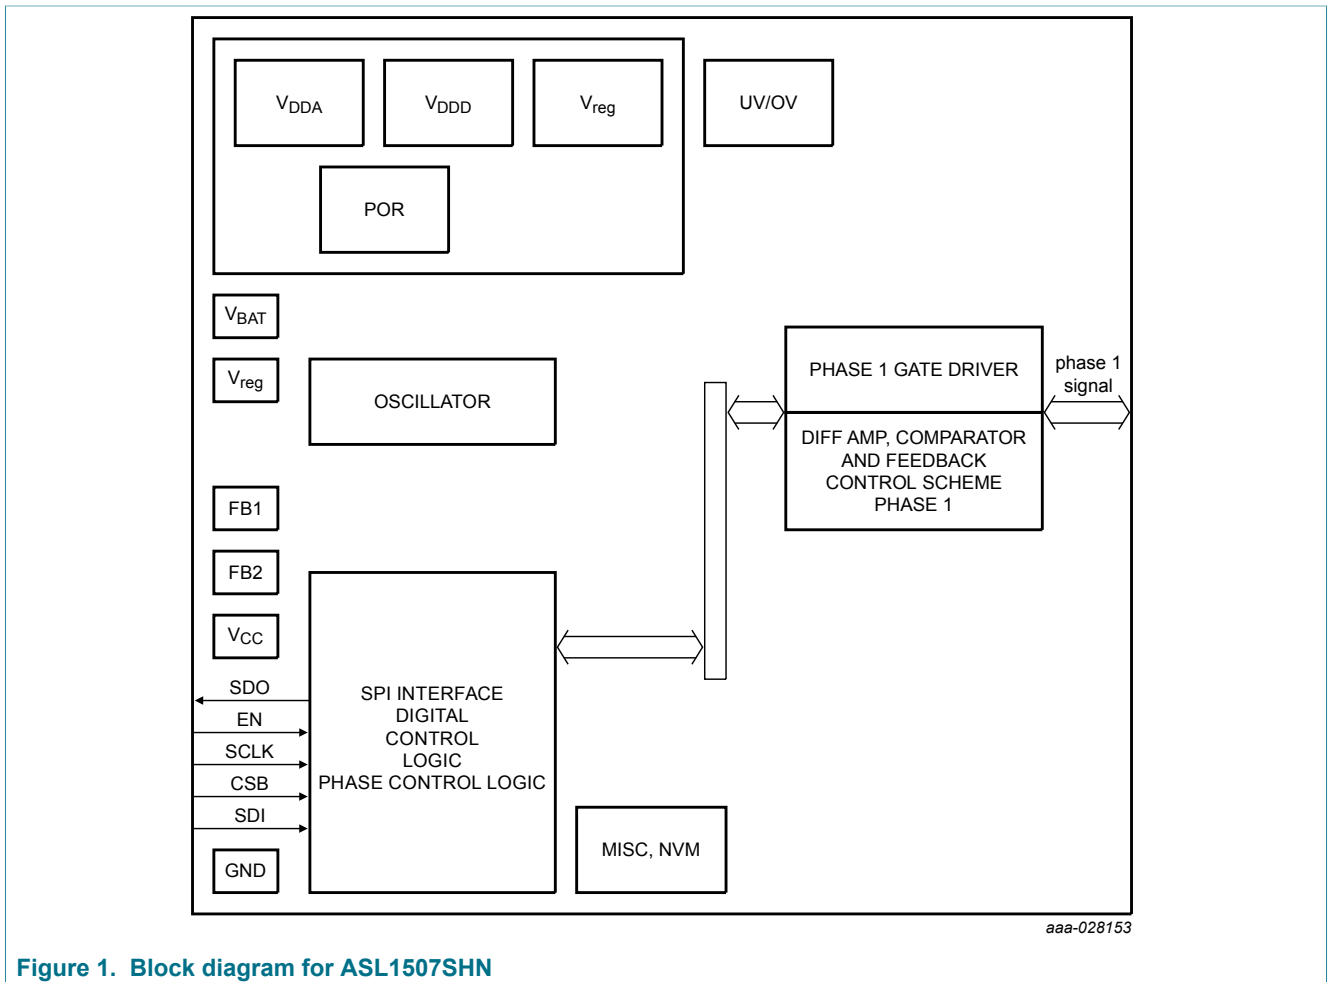 VDDA
VDDD
Vreg
UV/OV
POR
VBAT
Vreg
OSCILLATOR
PHASE 1 GATE DRIVER
phase 1
signal
DIFF AMP, COMPARATOR
AND FEEDBACK
CONTROL SCHEME
PHASE 1
FB1
FB2
VCC
SDO
EN
SCLK
CSB
SDI
GND
SPI INTERFACE
DIGITAL
CONTROL
LOGIC
PHASE CONTROL LOGIC
MISC, NVM
aaa-028153
Figure 1. Block diagram for ASL1507SHN